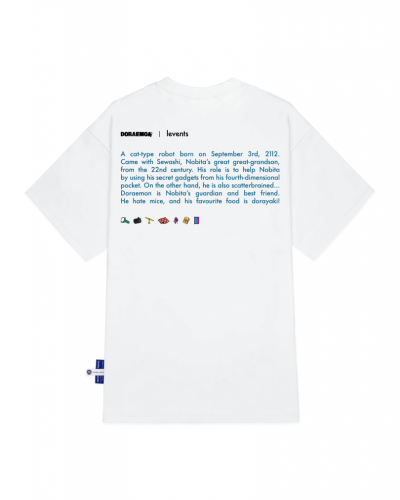 DORAEMON | levents
A cat-type robot born on September 3rd, 2112.
Came with Sewashi, Nobita's great great-grandson,
from the 22nd century. His role is to help Nobita
by using his secret gadgets from his fourth-dimensional
pocket. On the other hand, he is also scatterbrained...
Doraemon is Nobita's guardian and best friend.
He hate mice, and his favourite food is dorayaki!